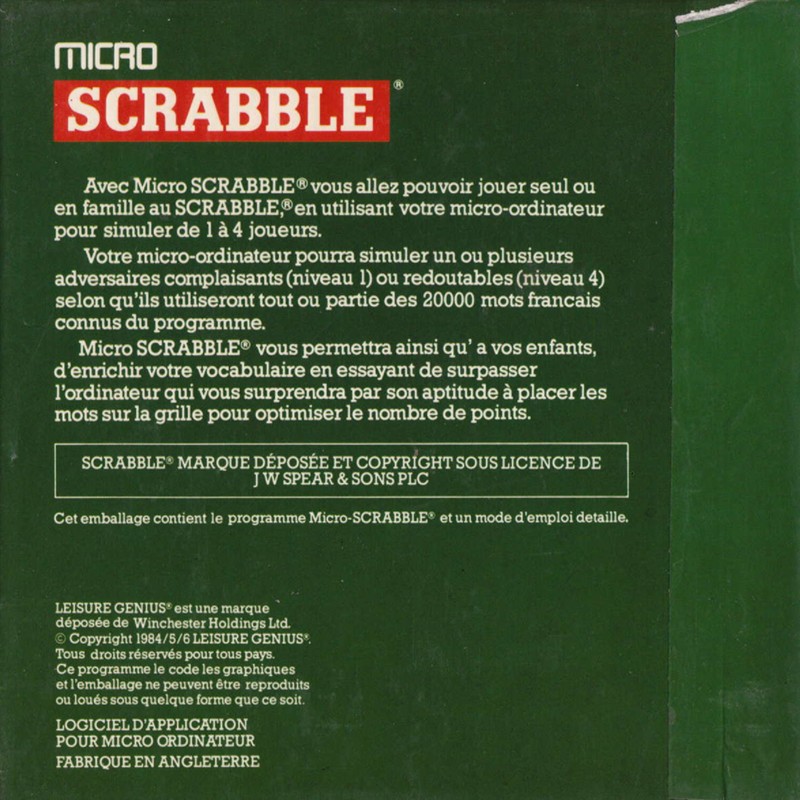 MICRO
SCRABBLE®
Avec Micro SCRABBLE® vous allez pouvoir jouer seul ou
en famille au SCRABBLE,® en utilisant votre micro-ordinateur
pour simuler de 1 à 4 joueurs.
Votre micro-ordinateur pourra simuler un ou plusieurs
adversaires complaisants (niveau 1) ou redoutables (niveau 4)
selon qu'ils utiliseront tout ou partie des 20000 mots francais
connus du programme.
Micro SCRABBLE® vous permettra ainsi qu' a vos enfants,
d'enrichir votre vocabulaire en essayant de surpasser
l'ordinateur qui vous surprendra par son aptitude à placer les
mots sur la grille pour optimiser le nombre de points.
SCRABBLE® MARQUE DÉPOSÉE ET COPYRIGHT SOUS LICENCE DE
J W SPEAR & SONS PLC
Cet emballage contient le programme Micro-SCRABBLE® et un mode d'emploi detaille.
LEISURE GENIUS® est une marque
déposée de Winchester Holdings Ltd.
© Copyright 1984/5/6 LEISURE GENIUS®.
Tous droits réservés pour tous pays.
Ce programme le code les graphiques
et l'emballage ne peuvent être reproduits
ou loués sous quelque forme que ce soit.
LOGICIEL D'APPLICATION
POUR MICRO ORDINATEUR
FABRIQUE EN ANGLETERRE